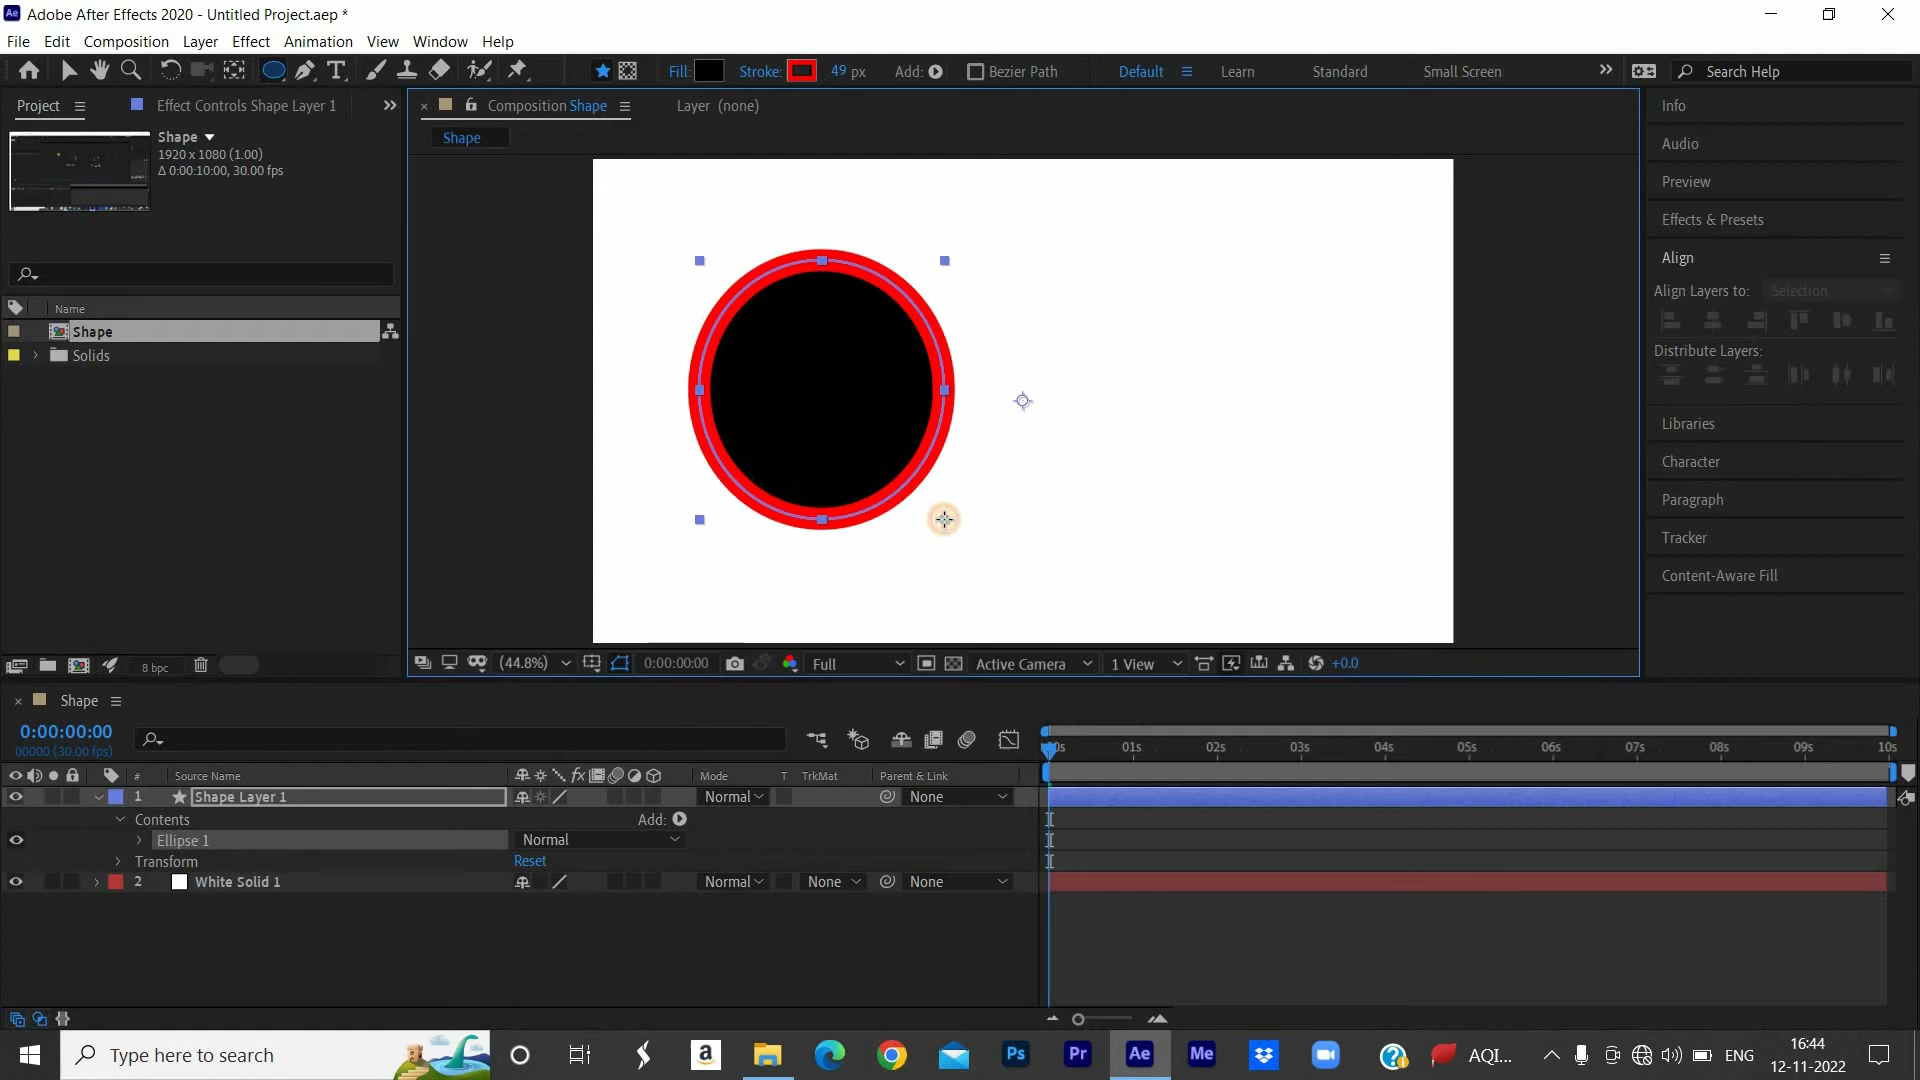 Adobe After Effects 2020 - Untitled Project.aep *
File Edit Composition Layer Effect Animation View Window Help
Fill: Stroke: 49 px Add: Bezier Path Default Learn Standard Small Screen Search Help
Project Effect Controls Shape Layer 1
Composition Shape Layer (none)
Shape
Shape
1920 x 1080 (1.00)
Δ 0:00:10:00, 30.00 fps
Name
Shape
Solids
8 bpc
Info
Audio
Preview
Effects & Presets
Align
Align Layers to: Selection
Distribute Layers:
Libraries
Character
Paragraph
Tracker
Content-Aware Fill
(44.8%) 0:00:00:00 Full Active Camera 1 View +0.0
Shape
0:00:00:00
00000 (30.00 fps)
# Source Name Mode T TrkMat Parent & Link
1 Shape Layer 1 Normal None
Contents Add:
Ellipse 1 Normal
Transform Reset
2 White Solid 1 Normal None None
00s 01s 02s 03s 04s 05s 06s 07s 08s 09s 10s
Type here to search
a Ps Pr Ae Me
AQI... ENG
16:44
12-11-2022